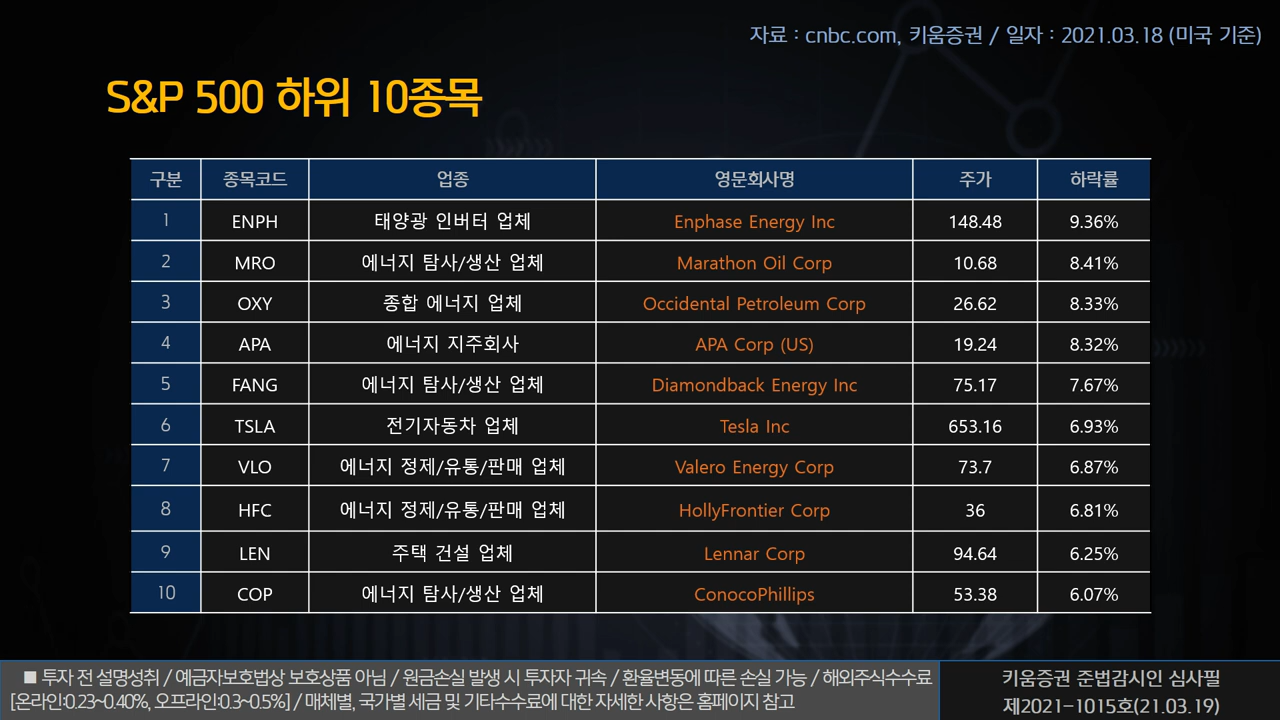 자료 : cnbc.com, 키움증권 / 일자 : 2021.03.18 (미국 기준)
S&P 500 하위 10종목
구분 종목코드 업종 영문회사명 주가 하락률
1 ENPH 태양광 인버터 업체 Enphase Energy Inc 148.48 9.36%
2 MRO 에너지 탐사/생산 업체 Marathon Oil Corp 10.68 8.41%
3 OXY 종합 에너지 업체 Occidental Petroleum Corp 26.62 8.33%
4 APA 에너지 지주회사 APA Corp (US) 19.24 8.32%
5 FANG 에너지 탐사/생산 업체 Diamondback Energy Inc 75.17 7.67%
6 TSLA 전기자동차 업체 Tesla Inc 653.16 6.93%
7 VLO 에너지 정제/유통/판매 업체 Valero Energy Corp 73.7 6.87%
8 HFC 에너지 정제/유통/판매 업체 HollyFrontier Corp 36 6.81%
9 LEN 주택 건설 업체 Lennar Corp 94.64 6.25%
10 COP 에너지 탐사/생산 업체 ConocoPhillips 53.38 6.07%
■ 투자 전 설명성취 / 예금자보호법상 보호상품 아님 / 원금손실 발생 시 투자자 귀속 / 환율변동에 따른 손실 가능 / 해외주식수수료
[온라인:0.23~0.40%, 오프라인:0.3~0.5%] / 매체별, 국가별 세금 및 기타수수료에 대한 자세한 사항은 홈페이지 참고
키움증권 준법감시인 심사필
제2021-1015호(21.03.19)